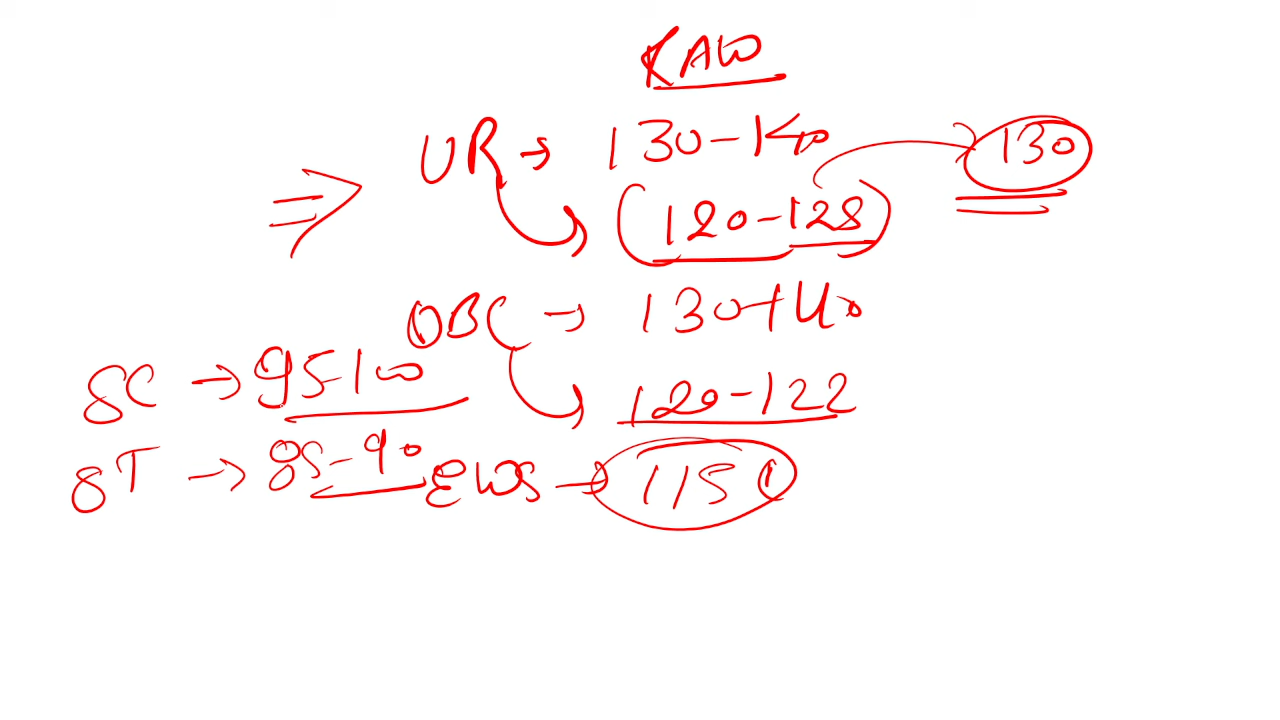 RAW
UR → 130-140
(120-128) → 130
OBC → 130-140
SC → 95-100
120-122
ST → 85-90
EWS → 115